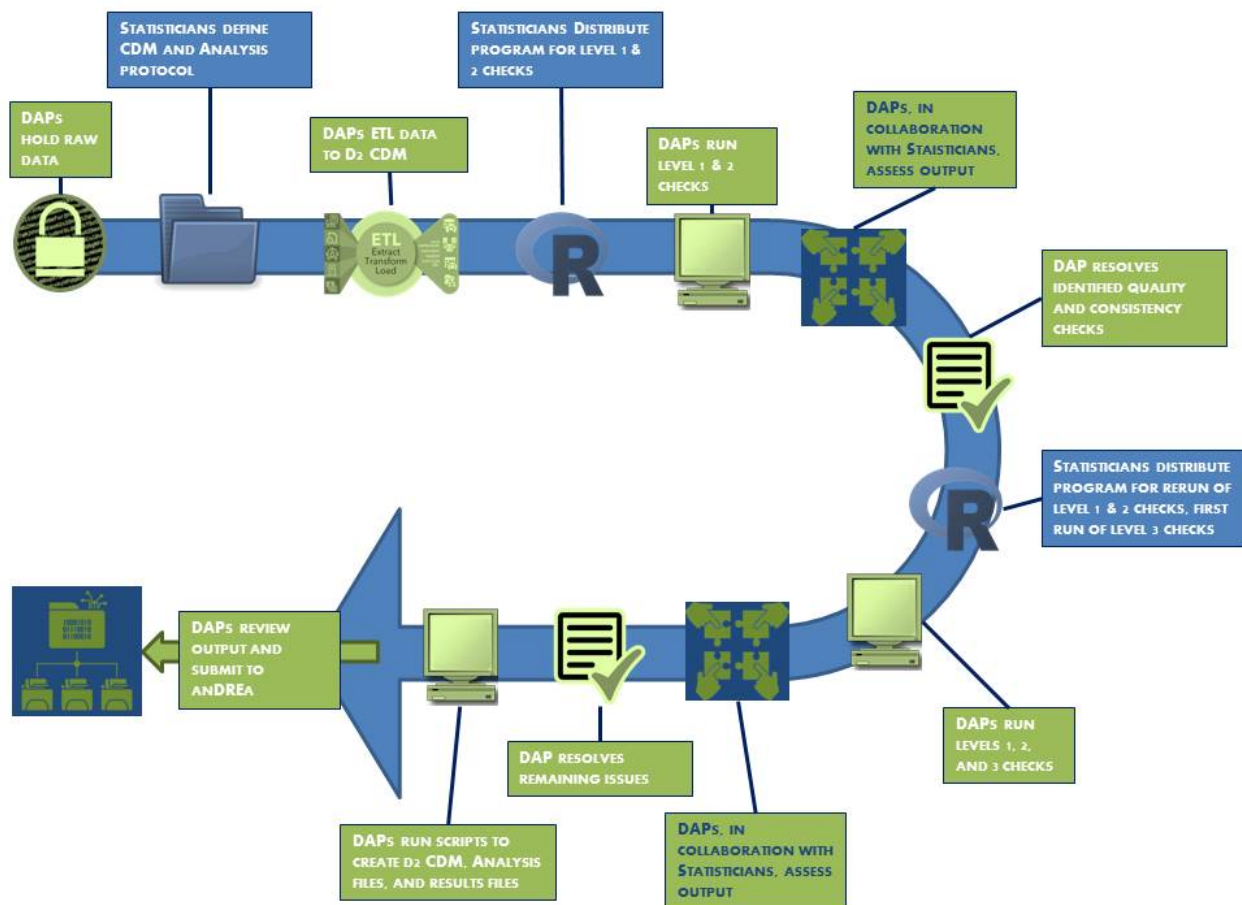 STATISTICIANS DEFINE
CDM AND ANALYSIS
PROTOCOL
STATISTICIANS DISTRIBUTE
PROGRAM FOR LEVEL 1 &
2 CHECKS
DAPS
HOLD RAW
DATA
DAPS ETL DATA
TO D2 CDM
DAPS RUN
LEVEL 1 & 2
CHECKS
DAPS, IN
COLLABORATION
WITH STAISTICIANS,
ASSESS OUTPUT
ETL
Extract
Transform
Load
R
DAP RESOLVES
IDENTIFIED QUALITY
AND CONSISTENCY
CHECKS
STATISTICIANS DISTRIBUTE
PROGRAM FOR RERUN OF
LEVEL 1 & 2 CHECKS, FIRST
RUN OF LEVEL 3 CHECKS
R
DAPS RUN
LEVELS 1, 2,
AND 3 CHECKS
DAPS, IN
COLLABORATION WITH
STATISTICIANS, ASSESS
OUTPUT
DAP RESOLVES
REMAINING ISSUES
DAPS RUN SCRIPTS TO
CREATE D2 CDM, ANALYSIS
FILES, AND RESULTS FILES
DAPS REVIEW
OUTPUT AND
SUBMIT TO
ANDREA